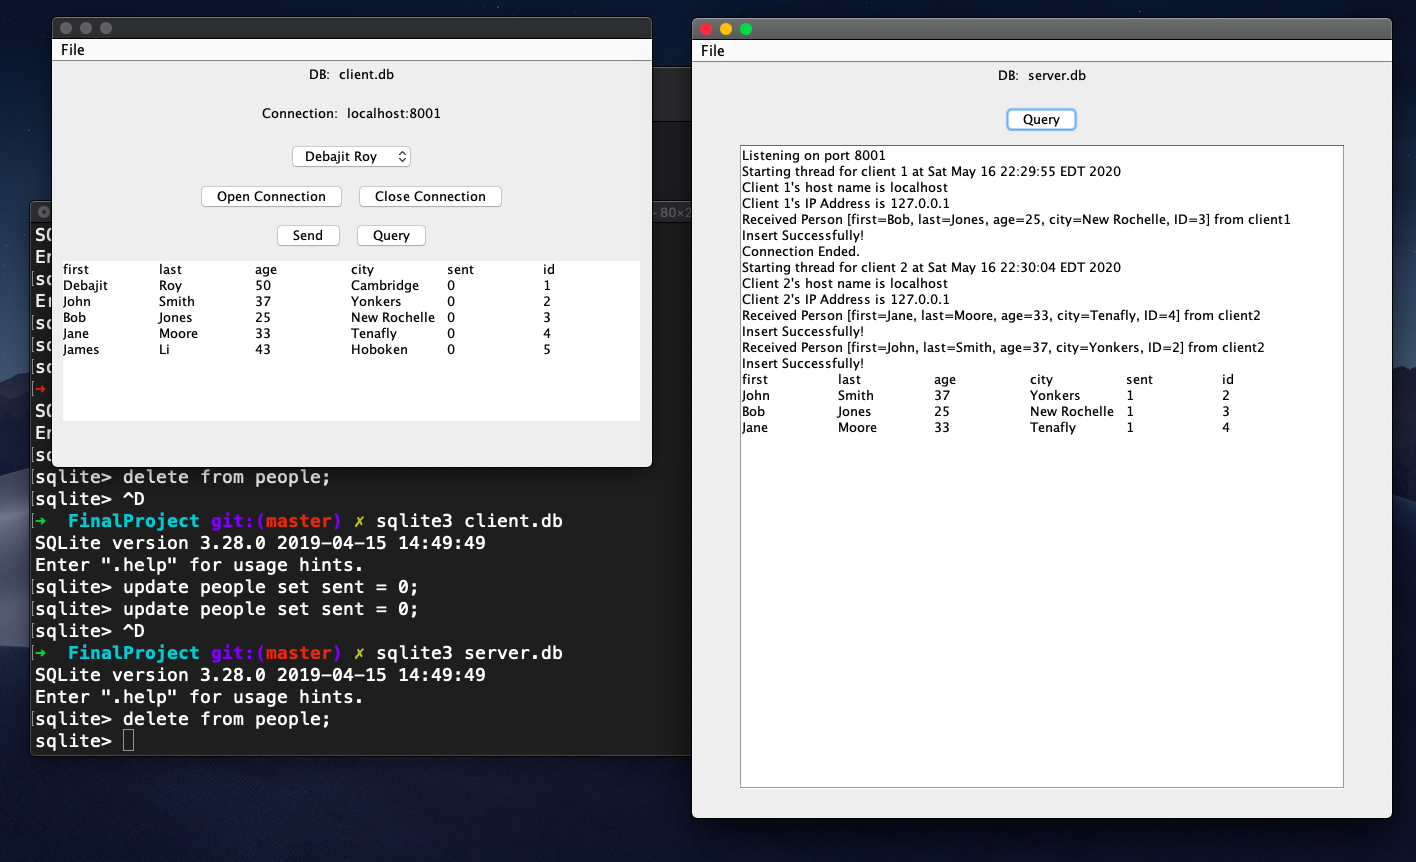 File
DB: client.db
Connection: localhost:8001
Debajit Roy
Open Connection Close Connection
Send Query
first last age city sent id
Debajit Roy 50 Cambridge 0 1
John Smith 37 Yonkers 0 2
Bob Jones 25 New Rochelle 0 3
Jane Moore 33 Tenafly 0 4
James Li 43 Hoboken 0 5
File
DB: server.db
Query
Listening on port 8001
Starting thread for client 1 at Sat May 16 22:29:55 EDT 2020
Client 1's host name is localhost
Client 1's IP Address is 127.0.0.1
Received Person [first=Bob, last=Jones, age=25, city=New Rochelle, ID=3] from client1
Insert Successfully!
Connection Ended.
Starting thread for client 2 at Sat May 16 22:30:04 EDT 2020
Client 2's host name is localhost
Client 2's IP Address is 127.0.0.1
Received Person [first=Jane, last=Moore, age=33, city=Tenafly, ID=4] from client2
Insert Successfully!
Received Person [first=John, last=Smith, age=37, city=Yonkers, ID=2] from client2
Insert Successfully!
first last age city sent id
John Smith 37 Yonkers 1 2
Bob Jones 25 New Rochelle 1 3
Jane Moore 33 Tenafly 1 4
sqlite> delete from people;
sqlite> ^D
→ FinalProject git:(master) ✗ sqlite3 client.db
SQLite version 3.28.0 2019-04-15 14:49:49
Enter ".help" for usage hints.
sqlite> update people set sent = 0;
sqlite> update people set sent = 0;
sqlite> ^D
→ FinalProject git:(master) ✗ sqlite3 server.db
SQLite version 3.28.0 2019-04-15 14:49:49
Enter ".help" for usage hints.
sqlite> delete from people;
sqlite>